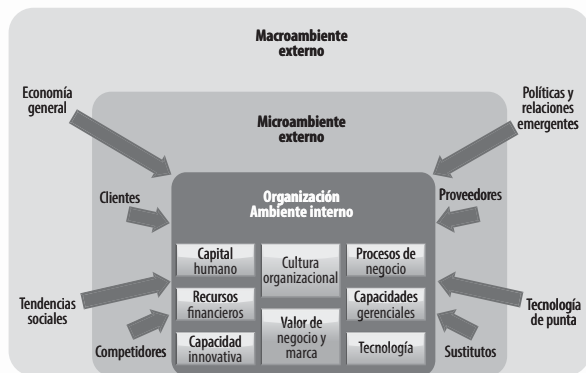 Macroambiente
externo
Economía
general
Políticas y
relaciones
emergentes
Microambiente
externo
Clientes
Proveedores
Organización
Ambiente interno
Capital
humano
Cultura
organizacional
Procesos de
negocio
Recursos
financieros
Capacidades
gerenciales
Valor de
negocio y
marca
Capacidad
innovativa
Tecnología
Tendencias
sociales
Tecnología
de punta
Competidores
Sustitutos